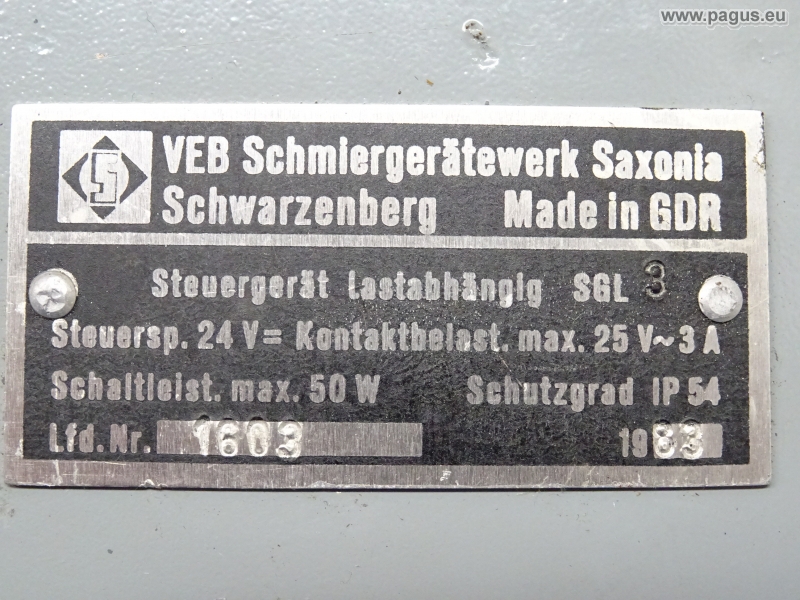 www.pagus.eu
S
VEB Schmiergerätewerk Saxonia
Schwarzenberg Made in GDR
Steuergerät Lastabhängig SGL 3
Steuersp. 24 V= Kontaktbelast. max. 25 V~3 A
Schaltleist. max. 50 W Schutzgrad IP 54
Lfd. Nr. 1603 1983